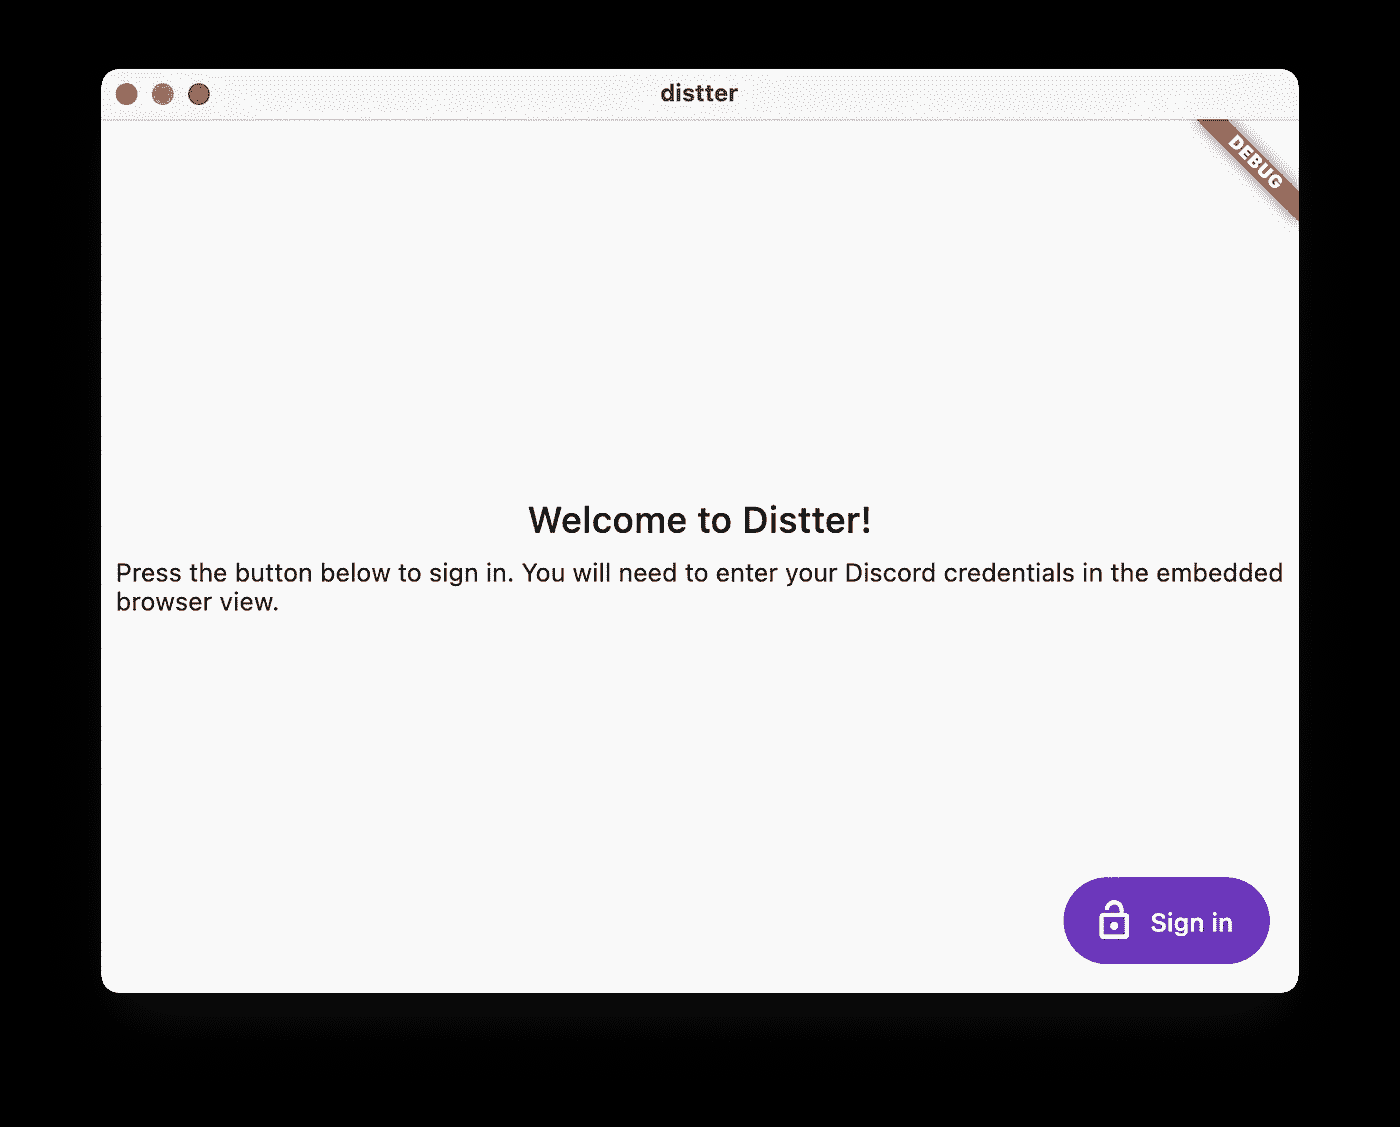 distter
DEBUG
Welcome to Distter!
Press the button below to sign in. You will need to enter your Discord credentials in the embedded
browser view.
Sign in